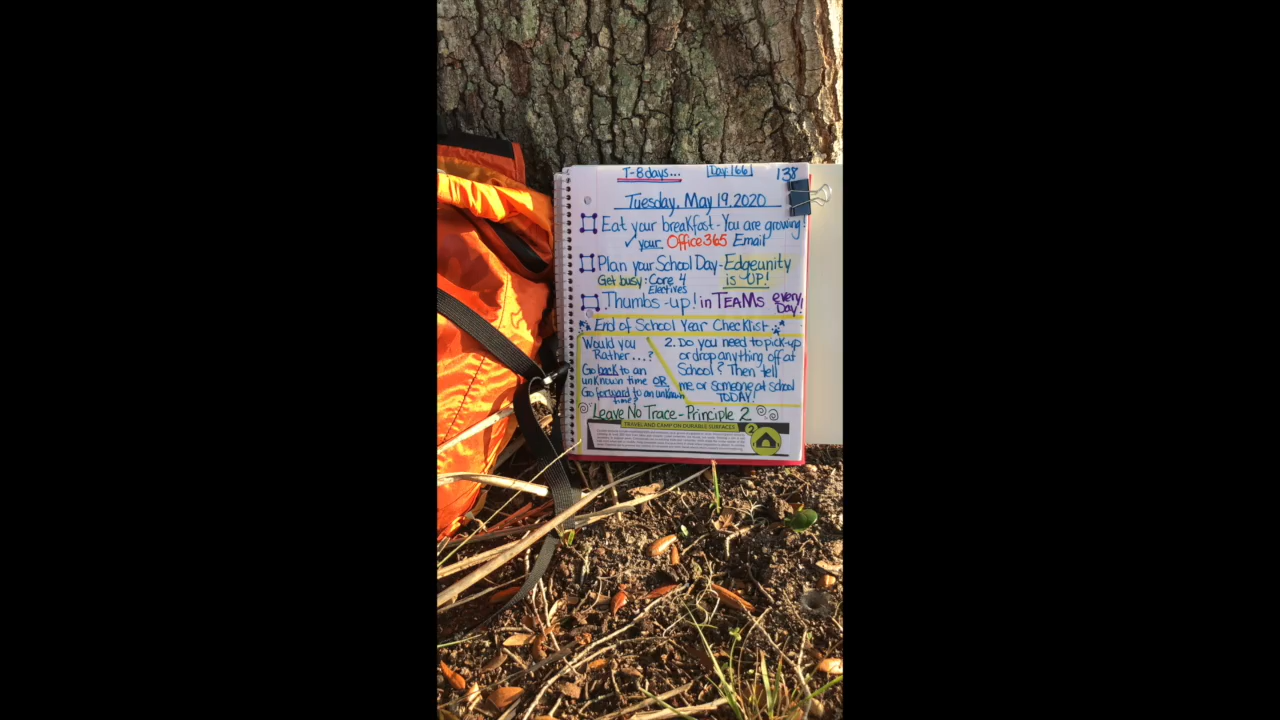 T-8 days... [Day: 166] 138
Tuesday, May 19, 2020
Eat your breakfast - You are growing!
✓ your Office 365 Email
Plan your School Day - Edgeunity
Get busy: Core 4 is UP!
Electives
Thumbs-up! in TEAMS every
Day!
End of School Year Checklist
Would you
Rather...?
Go back to an
unknown time OR
Go forward to an unknown
time?
2. Do you need to pick-up
or drop anything off at
School? Then tell
me or someone at school
TODAY!
Leave No Trace - Principle 2
TRAVEL AND CAMP ON DURABLE SURFACES
2